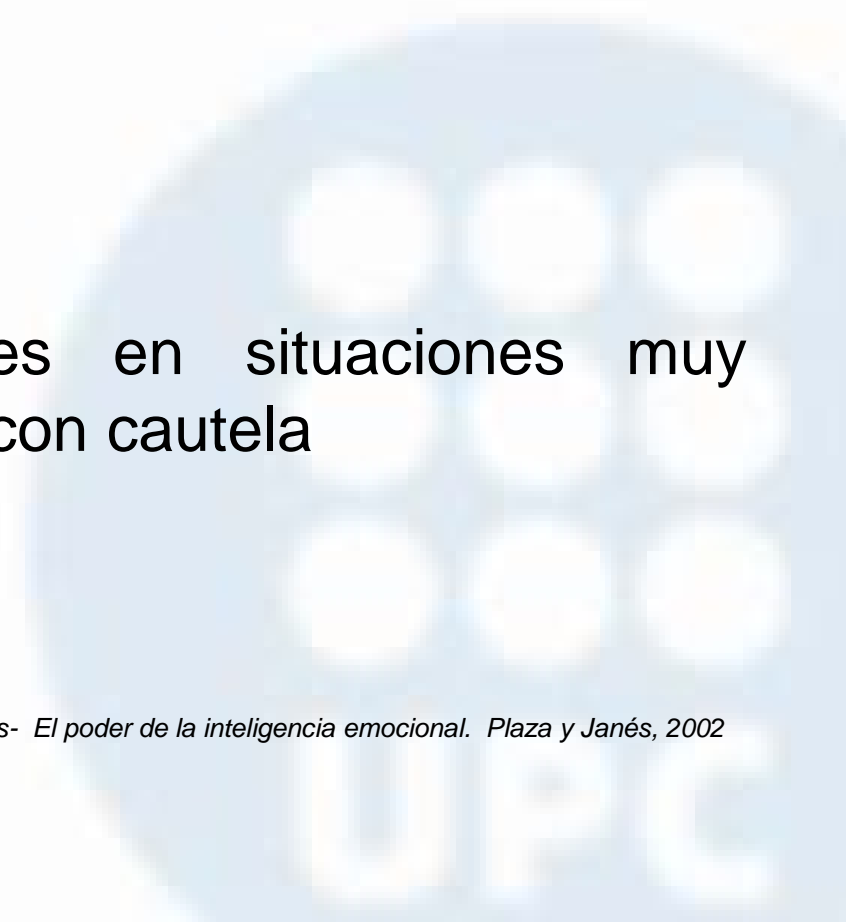 es en situaciones muy
con cautela
s- El poder de la inteligencia emocional. Plaza y Janés, 2002
UPC